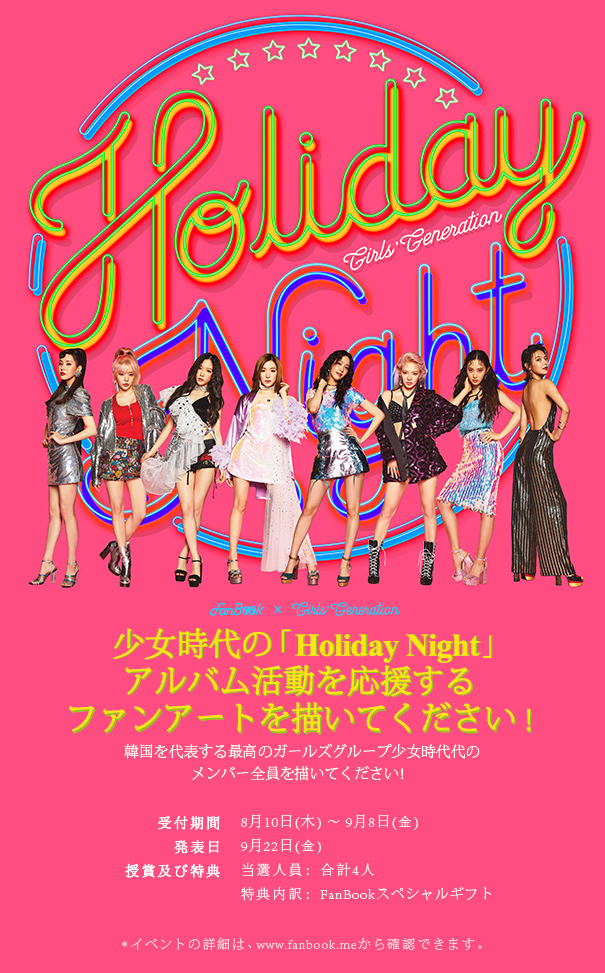 Holiday
Girls' Generation
Night
FanBook × Girls' Generation
少女時代の「Holiday Night」
アルバム活動を応援する
ファンアートを描いてください！
韓国を代表する最高のガールズグループ少女時代代の
メンバー全員を描いてください!
受付期間 8月10日(木) ～ 9月8日(金)
発表日 9月22日(金)
授賞及び特典 当選人員： 合計4人
特典内訳： FanBookスペシャルギフト
*イベントの詳細は、www.fanbook.meから確認できます。